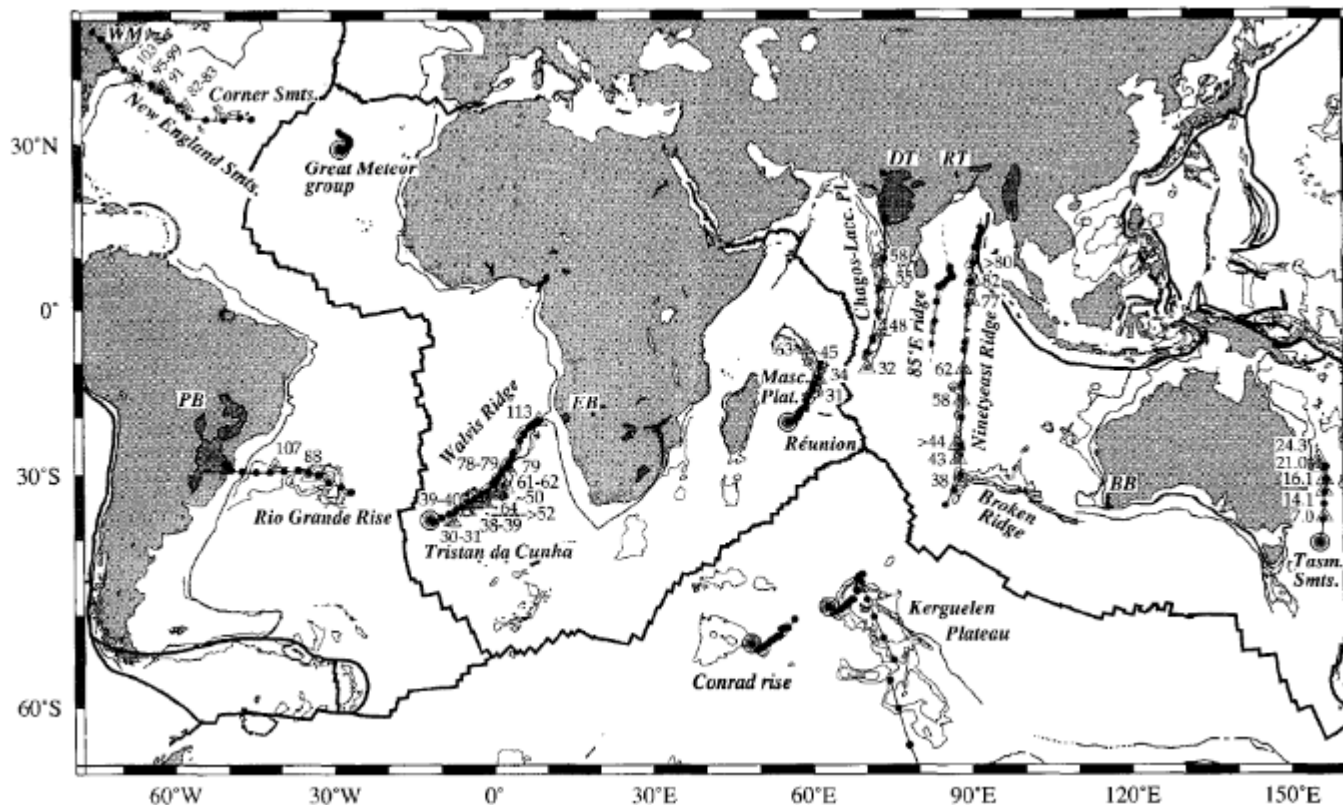 WM
103
95-99
91
82-83
Corner Smts.
New England Smts.
Great Meteor
group
30°N
0°
30°S
60°S
DT
RT
Chagos-Lacc. Pl.
58
55
48
32
85°E ridge
Ninetyeast Ridge
>80
82
77
62
58
>44
43
38
63
45
34
31
Masc.
Plat.
Réunion
PB
107
88
Rio Grande Rise
Walvis Ridge
113
EB
78-79
79
61-62
~50
64
>52
39-40
38-39
30-31
Tristan da Cunha
Broken
Ridge
BB
24.3
21.0
16.1
14.1
7.0
Tasm.
Smts.
Kerguelen
Plateau
Conrad rise
60°W
30°W
0°
30°E
60°E
90°E
120°E
150°E